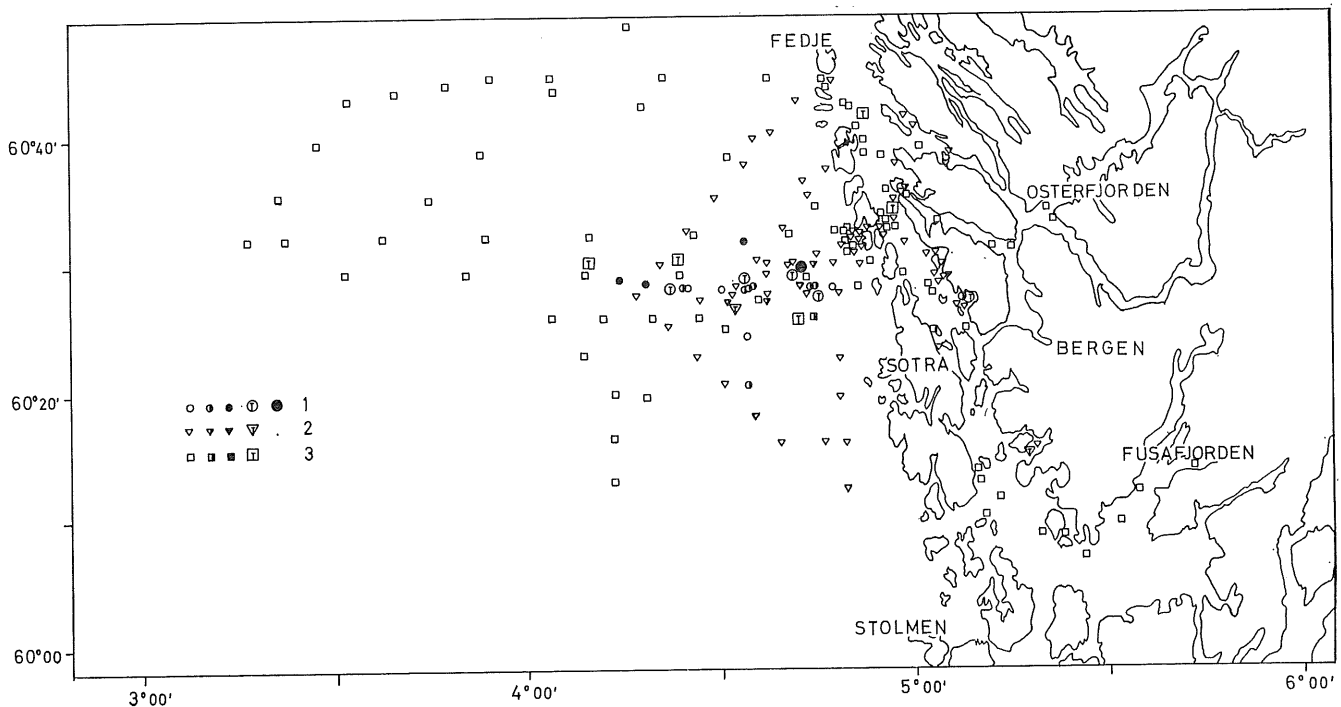 FEDJE
60°40'
OSTERFJORDEN
BERGEN
SOTRA
60°20'
T 1
T 2
T 3
FUSAFJORDEN
STOLMEN
60°00'
3°00' 4°00' 5°00' 6°00'